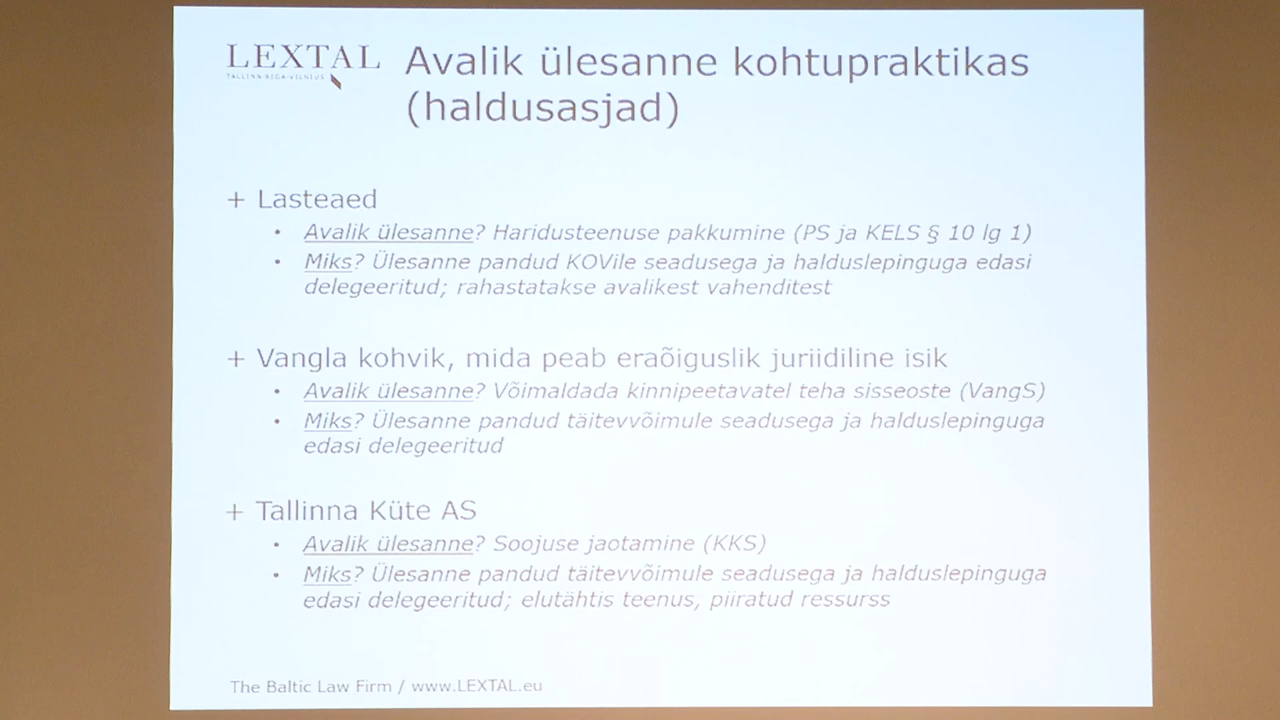 LEXTAL
TALLINN·RIGA·VILNIUS
Avalik ülesanne kohtupraktikas
(haldusasjad)
+ Lasteaed
• Avalik ülesanne? Haridusteenuse pakkumine (PS ja KELS § 10 lg 1)
• Miks? Ülesanne pandud KOVile seadusega ja halduslepinguga edasi
delegeeritud; rahastatakse avalikest vahenditest
+ Vangla kohvik, mida peab eraõiguslik juriidiline isik
• Avalik ülesanne? Võimaldada kinnipeetavatel teha sisseoste (VangS)
• Miks? Ülesanne pandud täitevvõimule seadusega ja halduslepinguga
edasi delegeeritud
+ Tallinna Küte AS
• Avalik ülesanne? Soojuse jaotamine (KKS)
• Miks? Ülesanne pandud täitevvõimule seadusega ja halduslepinguga
edasi delegeeritud; elutähtis teenus, piiratud ressurss
The Baltic Law Firm / www.LEXTAL.eu